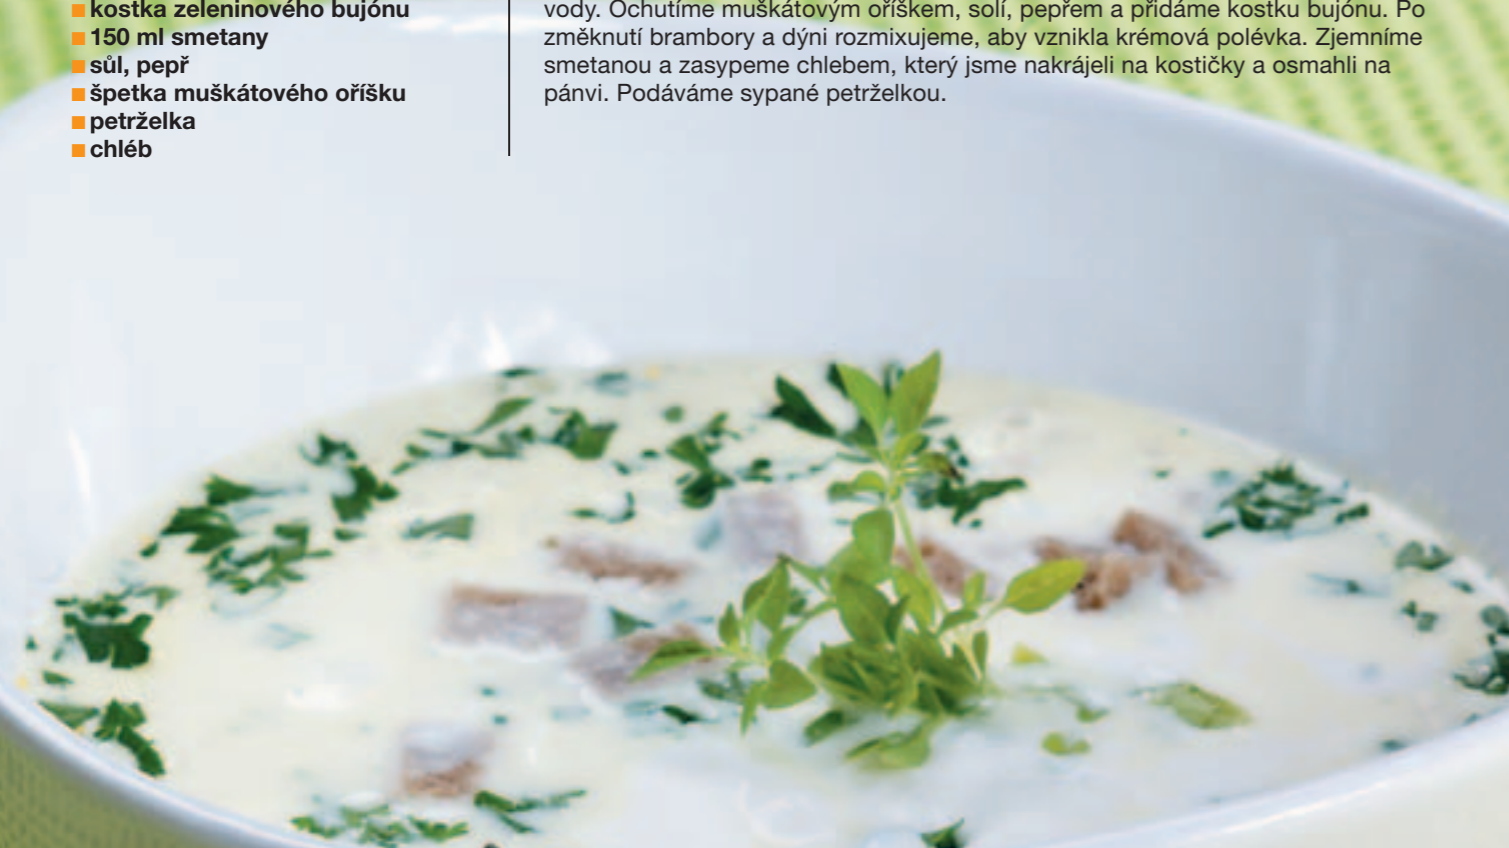 kostka zeleninového bujónu
150 ml smetany
sůl, pepř
špetka muškátového oříšku
petrželka
chléb
vody. Ochutíme muškátovým oříškem, solí, pepřem a přidáme kostku bujónu. Po
změknutí brambory a dýni rozmixujeme, aby vznikla krémová polévka. Zjemníme
smetanou a zasypeme chlebem, který jsme nakrájeli na kostičky a osmahli na
pánvi. Podáváme sypané petrželkou.